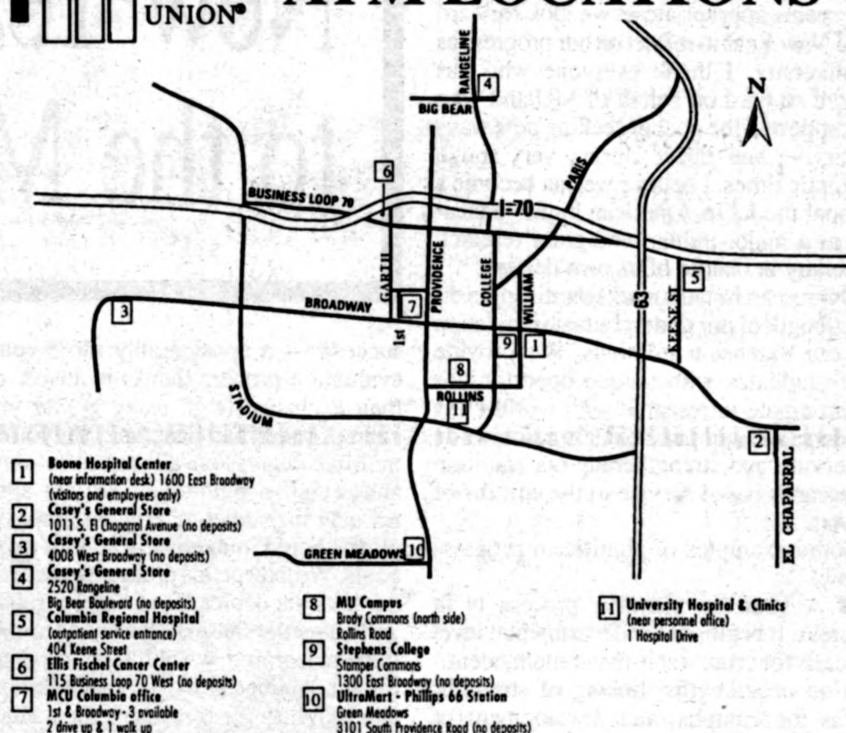 UNION®
ATM LOCATIONS
RANGELINE
4
BIG BEAR
N
6
PARIS
BUSINESS LOOP 70
I-70
GARTH
PROVIDENCE
COLLEGE
WILLIAM
63
KEENE ST
5
3
BROADWAY
1st
7
9
1
8
STADIUM
ROLLINS
11
2
EL CHAPARRAL
GREEN MEADOWS
10
1 Boone Hospital Center
(near information desk) 1600 East Broadway
(visitors and employees only)
2 Casey's General Store
1011 S. El Chaparal Avenue (no deposits)
3 Casey's General Store
4008 West Broadway (no deposits)
4 Casey's General Store
2520 Rangeline
Big Bear Boulevard (no deposits)
5 Columbia Regional Hospital
(outpatient service entrance)
404 Keene Street
6 Ellis Fischel Cancer Center
115 Business Loop 70 West (no deposits)
7 MCU Columbia office
1st & Broadway - 3 available
2 drive up & 1 walk up
8 MU Campus
Brady Commons (north side)
Rollins Road
9 Stephens College
Stamper Commons
1300 East Broadway (no deposits)
10 UltraMart - Phillips 66 Station
Green Meadows
3101 South Providence Road (no deposits)
11 University Hospital & Clinics
(near personnel office)
1 Hospital Drive